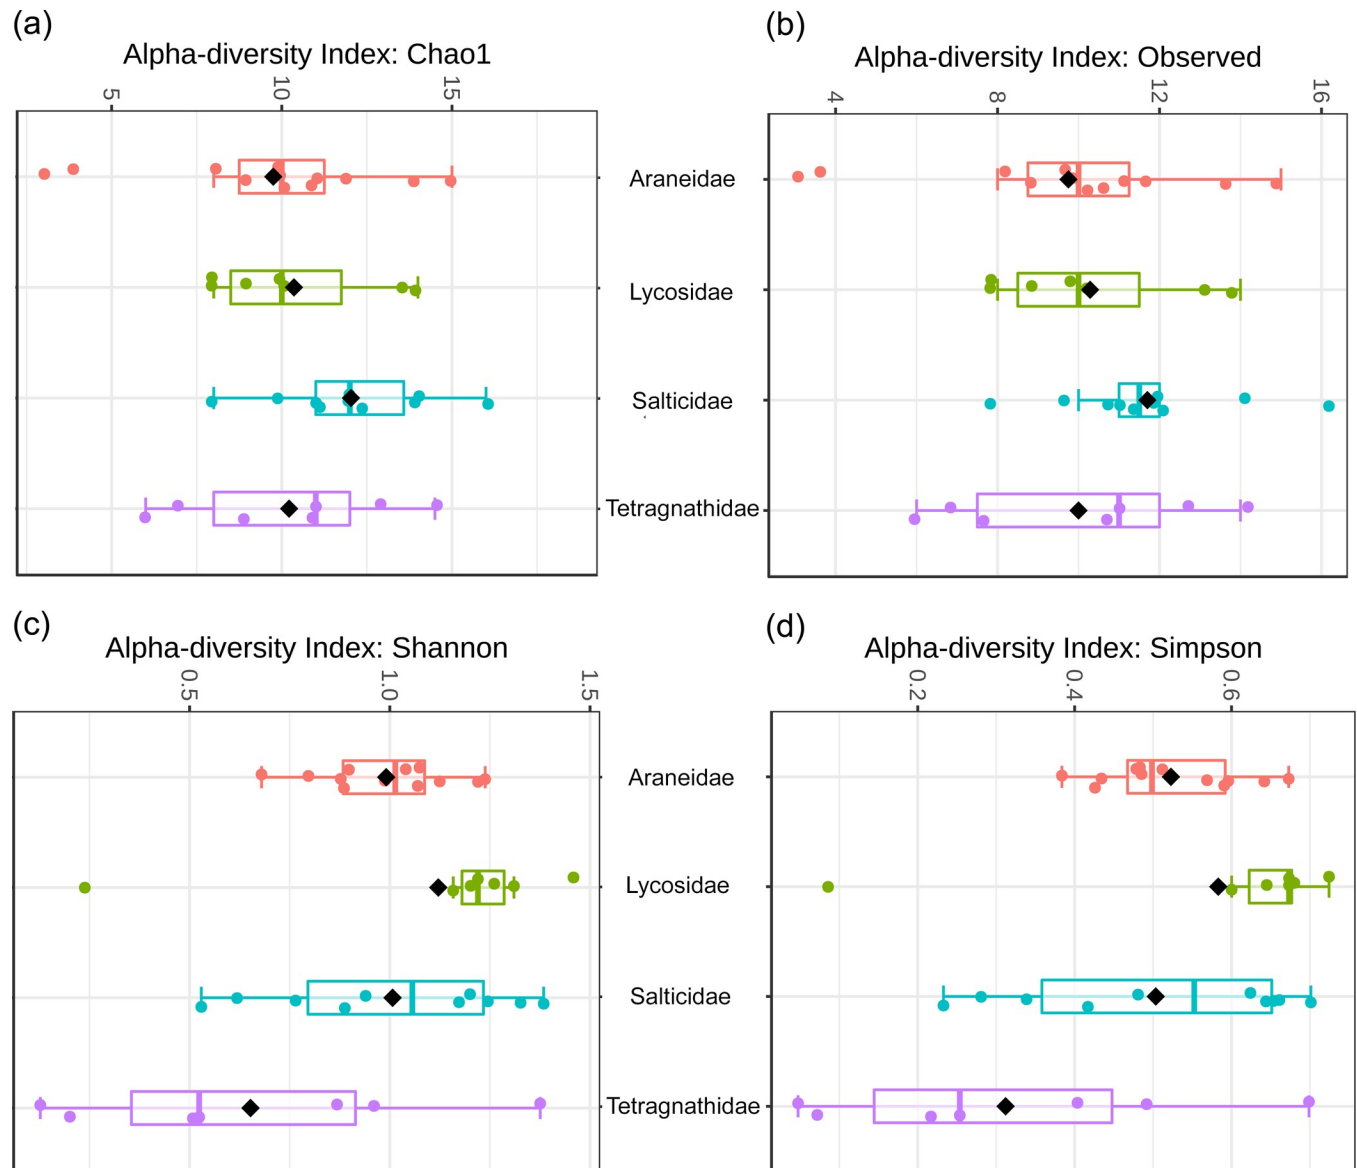 (a)
Alpha-diversity Index: Chao1
5 10 15
(b)
Alpha-diversity Index: Observed
4 8 12 16
Araneidae
Lycosidae
Salticidae
Tetragnathidae
(c)
Alpha-diversity Index: Shannon
0.5 1.0 1.5
(d)
Alpha-diversity Index: Simpson
0.2 0.4 0.6
Araneidae
Lycosidae
Salticidae
Tetragnathidae